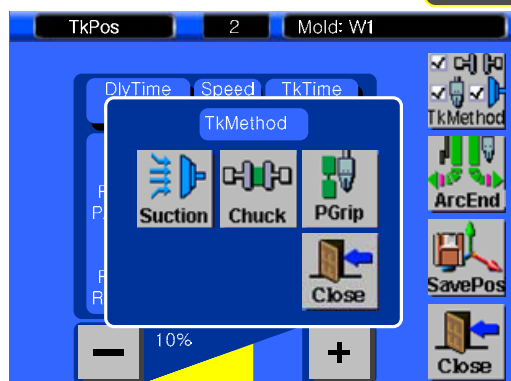 TkPos
2
Mold: W1
DlyTime Speed TkTime
TkMethod
Suction Chuck PGrip
Close
10%
TkMethod
ArcEnd
SavePos
Close